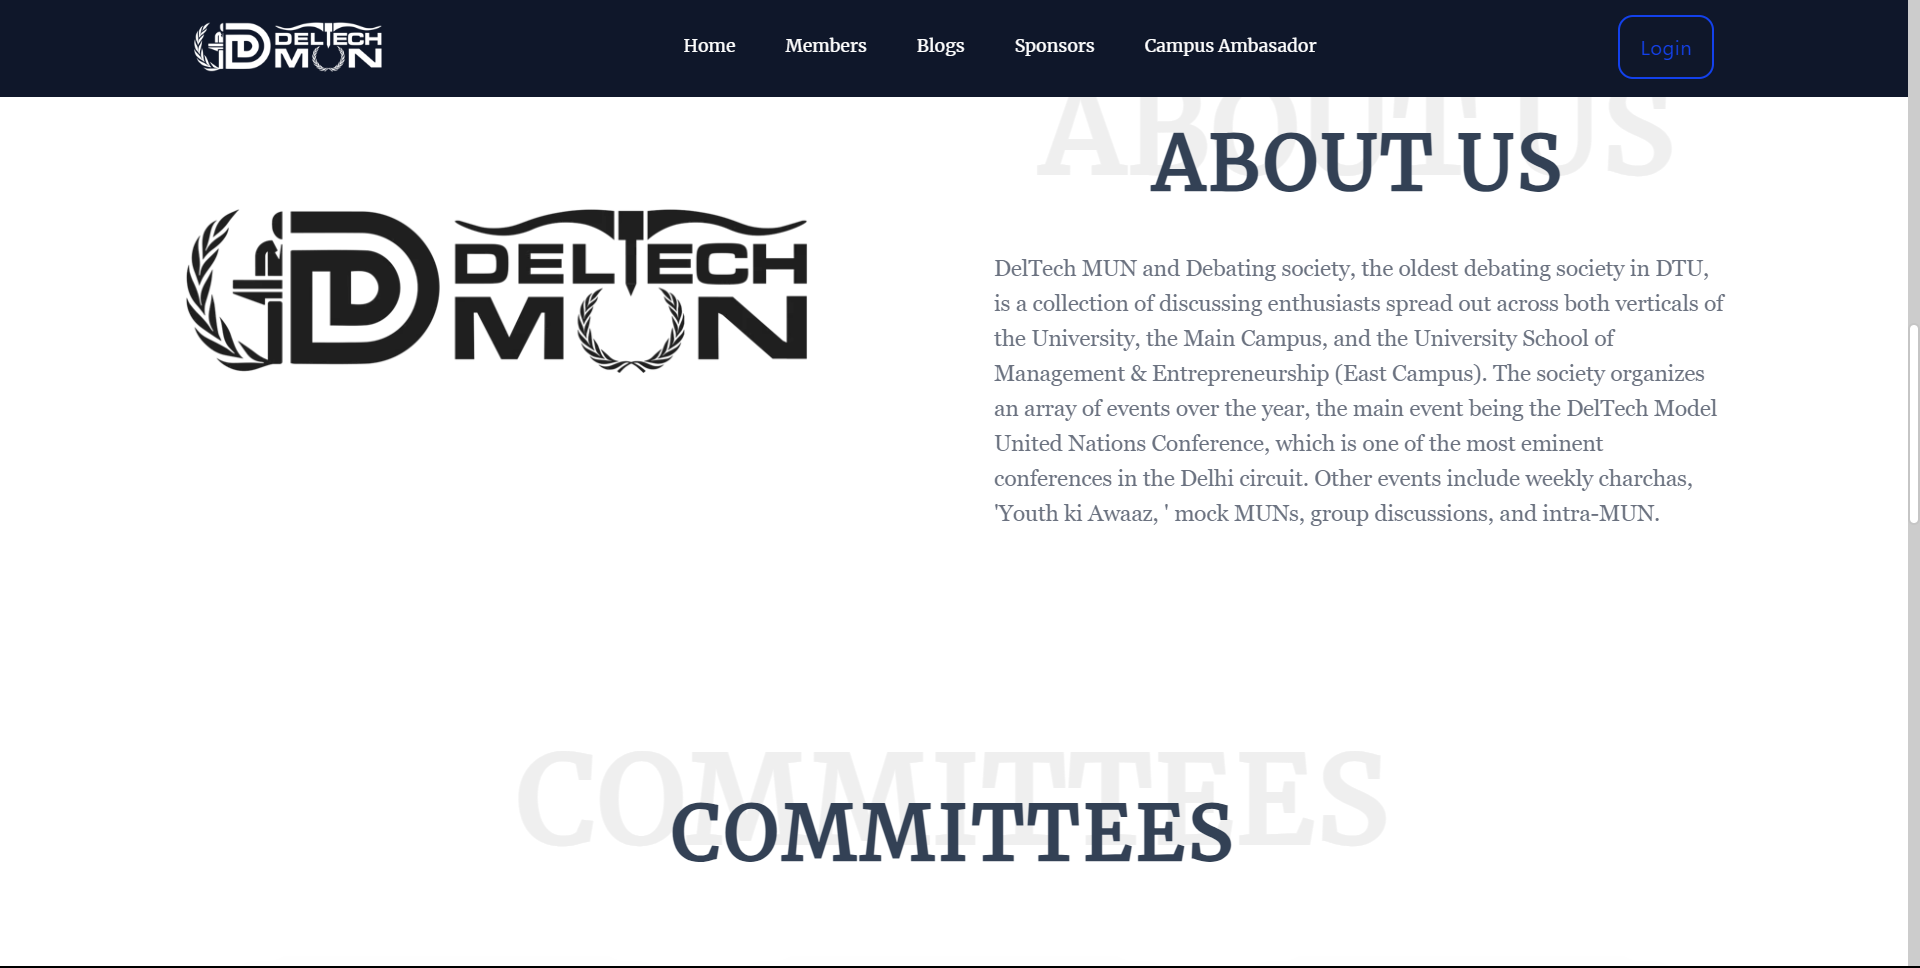 DELTECH
MUN
Home
Members
Blogs
Sponsors
Campus Ambasador
Login
ABOUT US
ABOUT US
DELTECH
MUN
DelTech MUN and Debating society, the oldest debating society in DTU,
is a collection of discussing enthusiasts spread out across both verticals of
the University, the Main Campus, and the University School of
Management & Entrepreneurship (East Campus). The society organizes
an array of events over the year, the main event being the DelTech Model
United Nations Conference, which is one of the most eminent
conferences in the Delhi circuit. Other events include weekly charchas,
'Youth ki Awaaz, ' mock MUNs, group discussions, and intra-MUN.
COMMITTEES
COMMITTEES